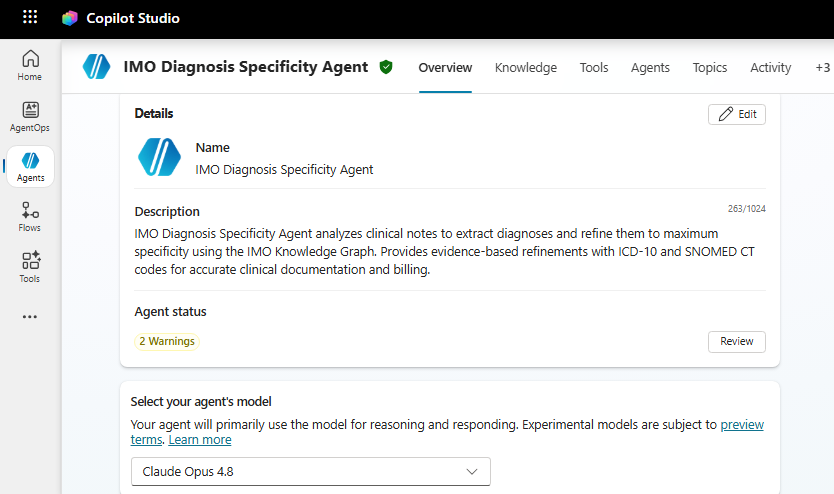 Copilot Studio
IMO Diagnosis Specificity Agent
Overview
Knowledge
Tools
Agents
Topics
Activity
+3
Home
AgentOps
Agents
Flows
Tools
Details
Edit
Name
IMO Diagnosis Specificity Agent
Description
263/1024
IMO Diagnosis Specificity Agent analyzes clinical notes to extract diagnoses and refine them to maximum
specificity using the IMO Knowledge Graph. Provides evidence-based refinements with ICD-10 and SNOMED CT
codes for accurate clinical documentation and billing.
Agent status
2 Warnings
Review
Select your agent's model
Your agent will primarily use the model for reasoning and responding. Experimental models are subject to preview
terms. Learn more
Claude Opus 4.8